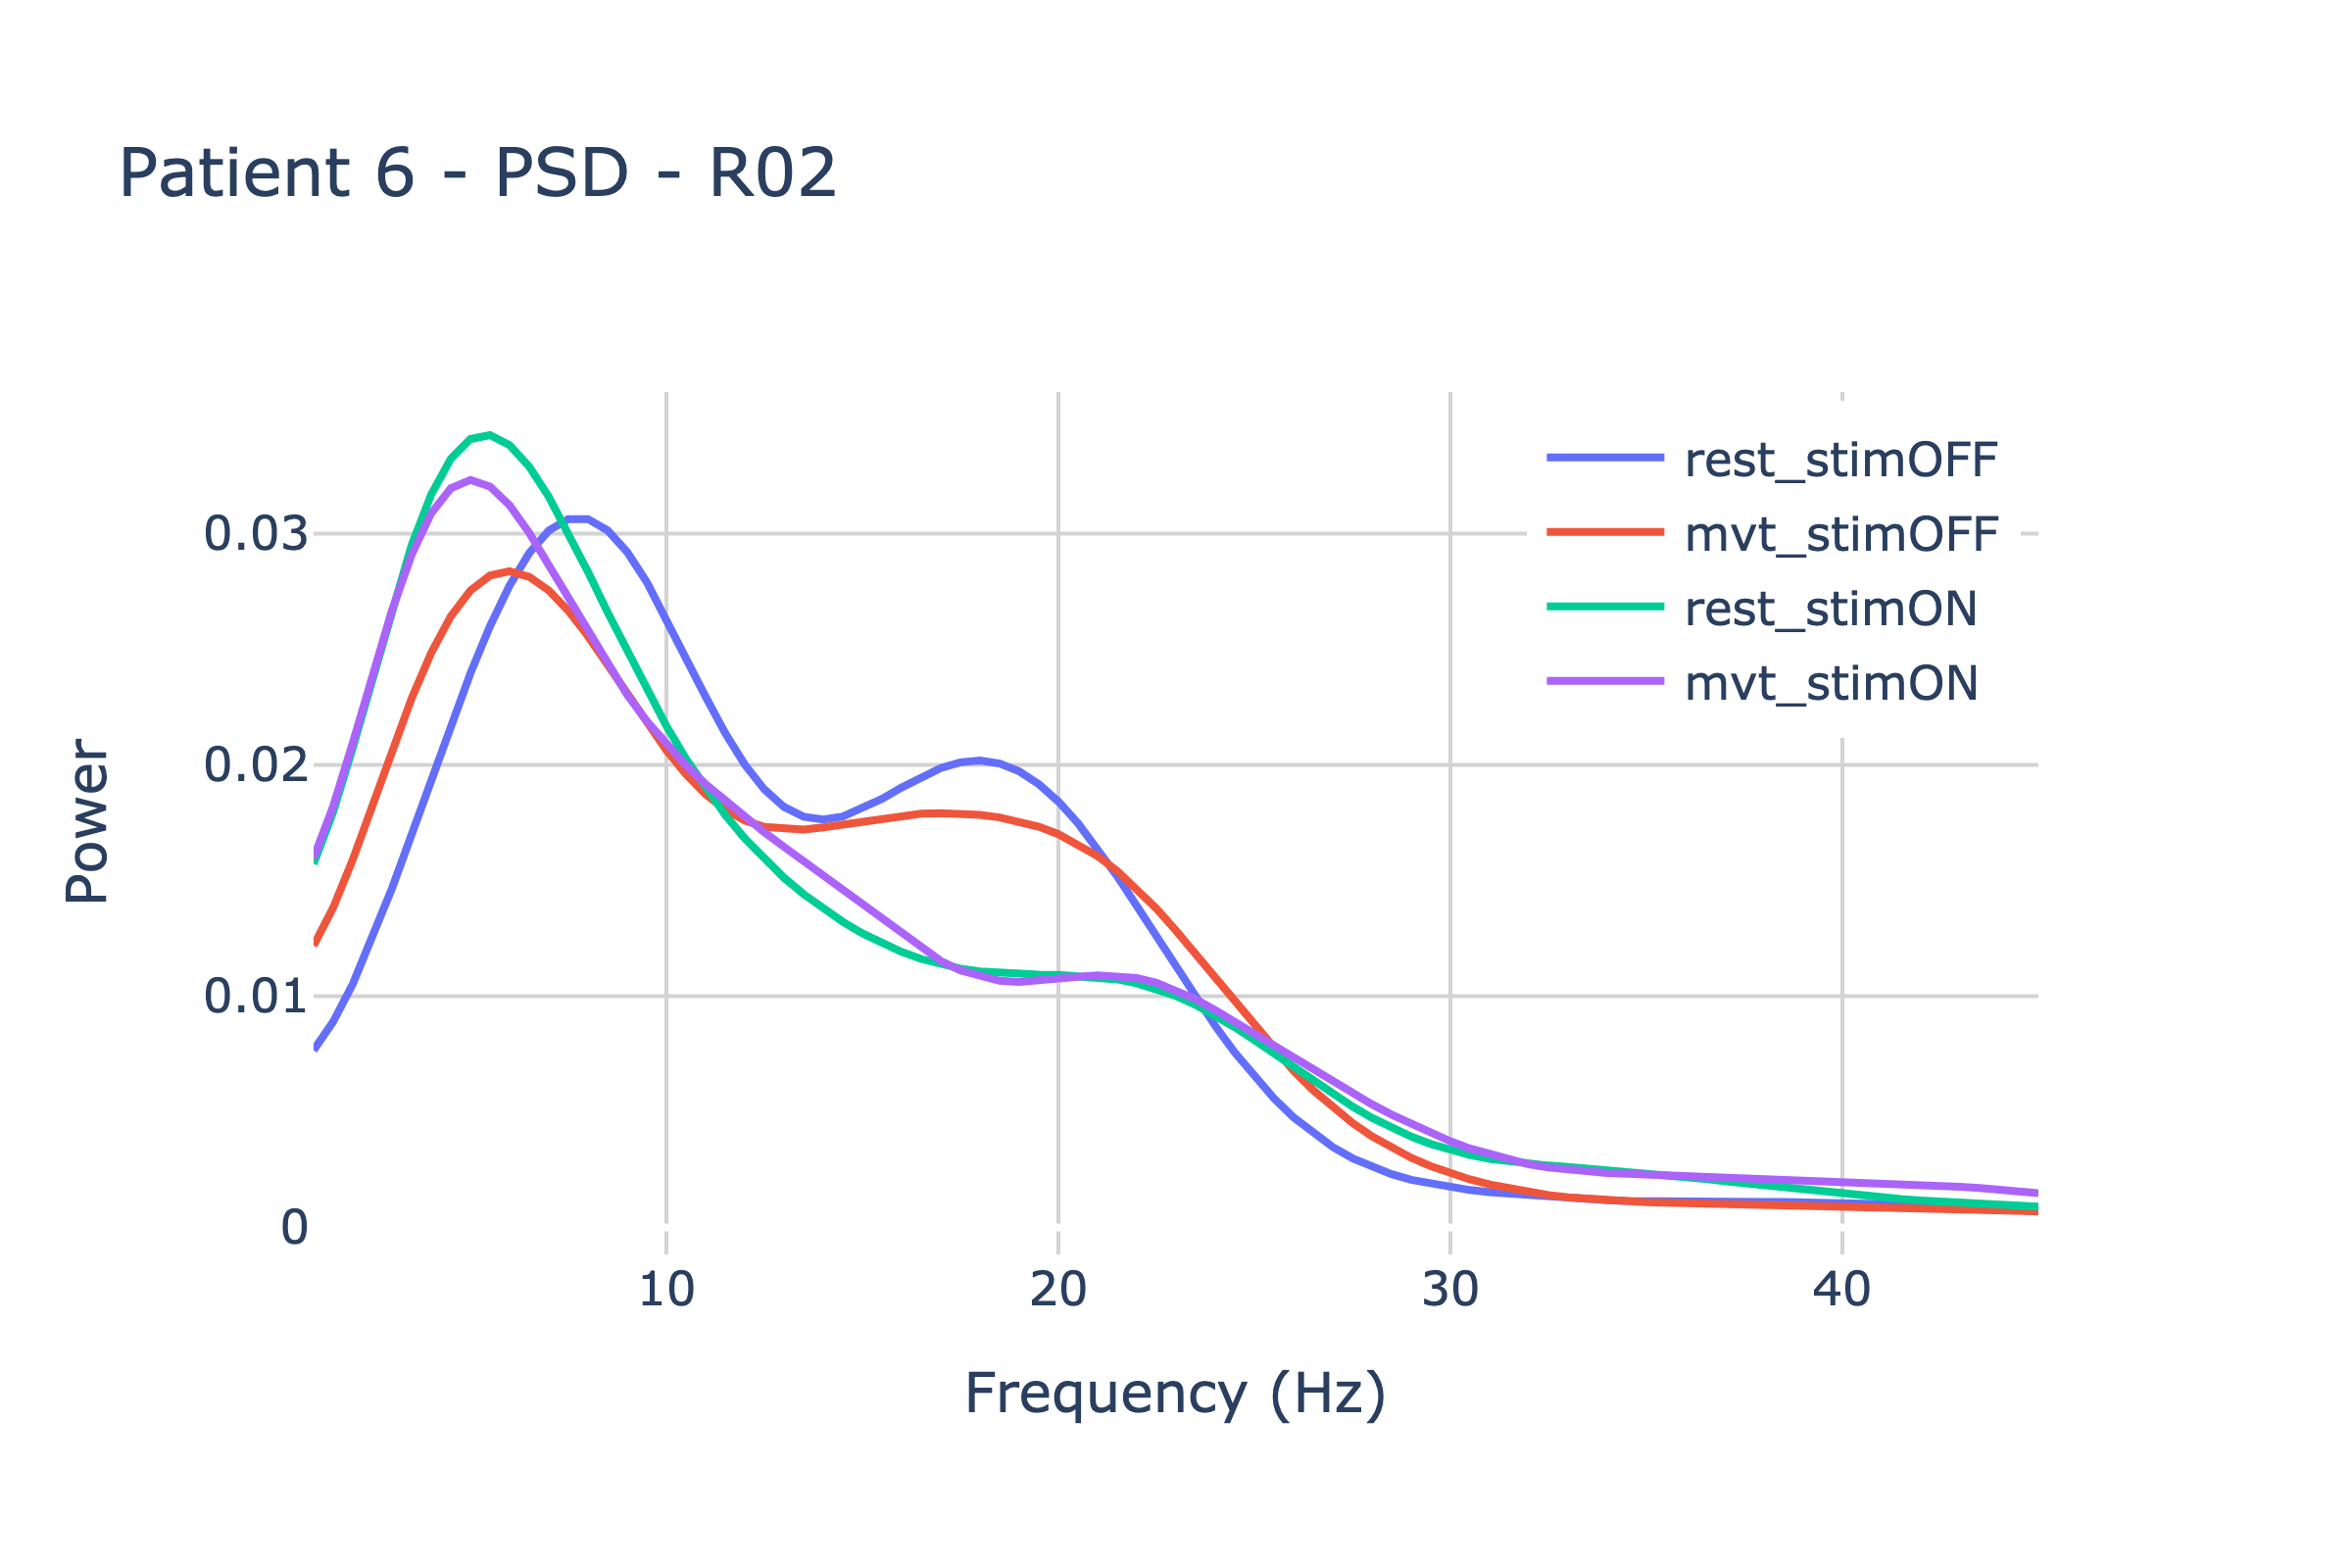 Patient 6 - PSD - R02
rest_stimOFF
mvt_stimOFF
rest_stimON
mvt_stimON
0.03
0.02
0.01
0
Power
10
20
30
40
Frequency (Hz)